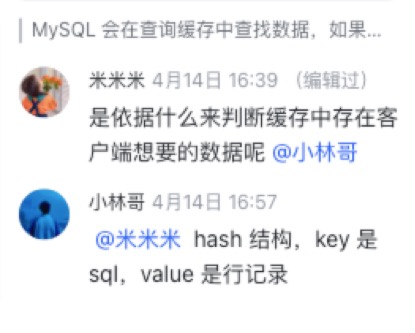 MySQL 会在查询缓存中查找数据，如果...
米米米 4月14日 16:39 （编辑过）
是依据什么来判断缓存中存在客
户端想要的数据呢 @小林哥
小林哥 4月14日 16:57
@米米米 hash 结构，key 是
sql，value 是行记录